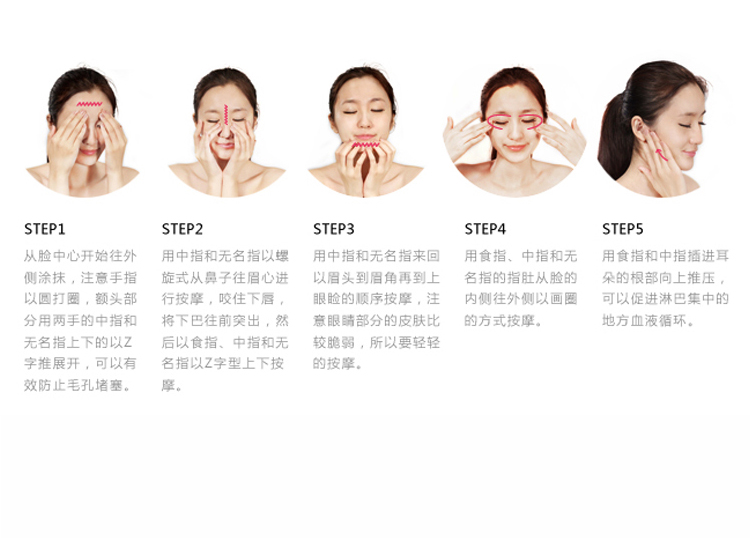 STEP1
从脸中心开始往外
侧涂抹，注意手指
以圆打圈，额头部
分用两手的中指和
无名指上下的以Z
字推展开，可以有
效防止毛孔堵塞。
STEP2
用中指和无名指以螺
旋式从鼻子往眉心进
行按摩，咬住下唇，
将下巴往前突出，然
后以食指、中指和无
名指以Z字型上下按
摩。
STEP3
用中指和无名指来回
以眉头到眉角再到上
眼睑的顺序按摩，注
意眼睛部分的皮肤比
较脆弱，所以要轻轻
的按摩。
STEP4
用食指、中指和无
名指的指肚从脸的
内侧往外侧以画圈
的方式按摩。
STEP5
用食指和中指插进耳
朵的根部向上推压，
可以促进淋巴集中的
地方血液循环。